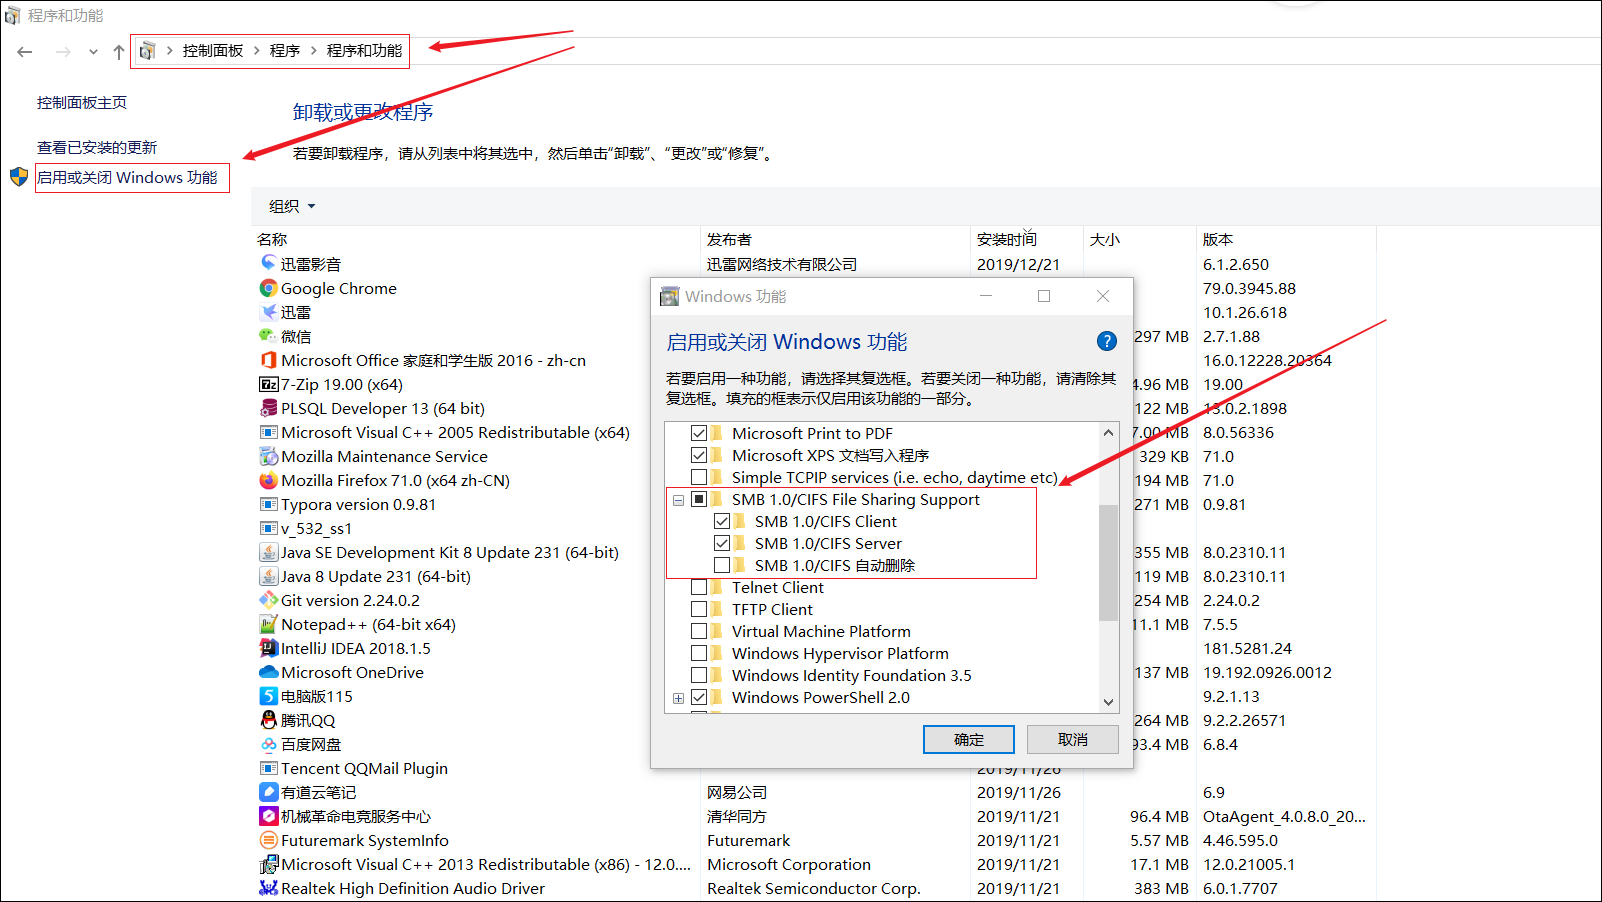 程序和功能
控制面板 程序 程序和功能
控制面板主页
查看已安装的更新
启用或关闭 Windows 功能
卸载或更改程序
若要卸载程序，请从列表中将其选中，然后单击“卸载”、“更改”或“修复”。
组织
名称 发布者 安装时间 大小 版本
迅雷影音 迅雷网络技术有限公司 2019/12/21 6.1.2.650
Google Chrome 79.0.3945.88
迅雷 10.1.26.618
微信 297 MB 2.7.1.88
Microsoft Office 家庭和学生版 2016 - zh-cn 16.0.12228.20364
7-Zip 19.00 (x64) 4.96 MB 19.00
PLSQL Developer 13 (64 bit) 122 MB 13.0.2.1898
Microsoft Visual C++ 2005 Redistributable (x64) 7.00 MB 8.0.56336
Mozilla Maintenance Service 329 KB 71.0
Mozilla Firefox 71.0 (x64 zh-CN) 194 MB 71.0
Typora version 0.9.81 271 MB 0.9.81
v_532_ss1
Java SE Development Kit 8 Update 231 (64-bit) 355 MB 8.0.2310.11
Java 8 Update 231 (64-bit) 119 MB 8.0.2310.11
Git version 2.24.0.2 254 MB 2.24.0.2
Notepad++ (64-bit x64) 11.1 MB 7.5.5
IntelliJ IDEA 2018.1.5 181.5281.24
Microsoft OneDrive 137 MB 19.192.0926.0012
电脑版115 9.2.1.13
腾讯QQ 264 MB 9.2.2.26571
百度网盘 93.4 MB 6.8.4
Tencent QQMail Plugin 2019/11/26
有道云笔记 网易公司 2019/11/26 6.9
机械革命电竞服务中心 清华同方 2019/11/21 96.4 MB OtaAgent_4.0.8.0_20...
Futuremark SystemInfo Futuremark 2019/11/21 5.57 MB 4.46.595.0
Microsoft Visual C++ 2013 Redistributable (x86) - 12.0.... Microsoft Corporation 2019/11/21 17.1 MB 12.0.21005.1
Realtek High Definition Audio Driver Realtek Semiconductor Corp. 2019/11/21 383 MB 6.0.1.7707
Windows 功能
启用或关闭 Windows 功能
若要启用一种功能，请选择其复选框。若要关闭一种功能，请清除其
复选框。填充的框表示仅启用该功能的一部分。
Microsoft Print to PDF
Microsoft XPS 文档写入程序
Simple TCPIP services (i.e. echo, daytime etc)
SMB 1.0/CIFS File Sharing Support
SMB 1.0/CIFS Client
SMB 1.0/CIFS Server
SMB 1.0/CIFS 自动删除
Telnet Client
TFTP Client
Virtual Machine Platform
Windows Hypervisor Platform
Windows Identity Foundation 3.5
Windows PowerShell 2.0
确定 取消